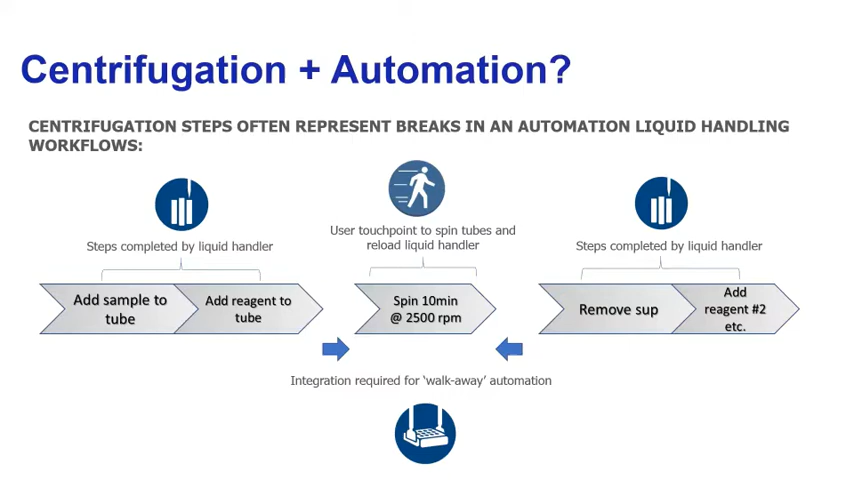 Centrifugation + Automation?
CENTRIFUGATION STEPS OFTEN REPRESENT BREAKS IN AN AUTOMATION LIQUID HANDLING
WORKFLOWS:
Steps completed by liquid handler
User touchpoint to spin tubes and
reload liquid handler
Steps completed by liquid handler
Add sample to
tube
Add reagent to
tube
Spin 10min
@ 2500 rpm
Remove sup
Add
reagent #2
etc.
Integration required for ‘walk-away’ automation